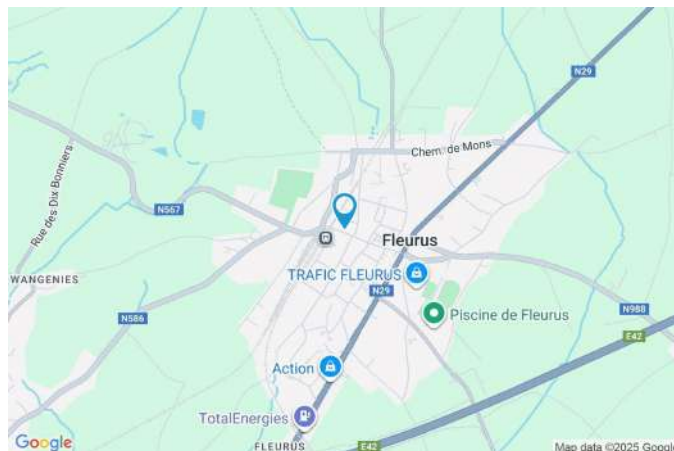 N29
Chem. de Mons
Rue des Dix Bonniers
N567
Fleurus
WANGENIES
TRAFIC FLEURUS
N29
N586
Piscine de Fleurus
N988
E42
Action
TotalEnergies
FLEURUS
E42
Google
Map data ©2025 Google